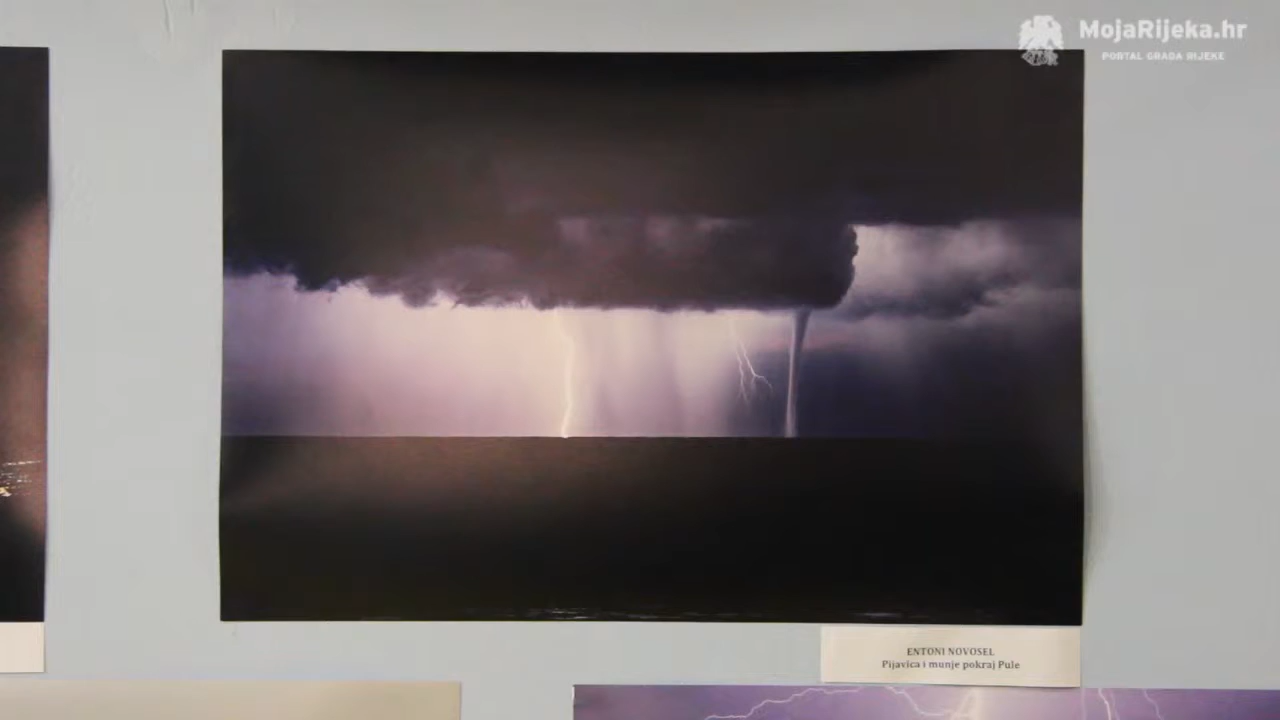 MojaRijeka.hr
PORTAL GRADA RIJEKE
ENTONI NOVOSEL
Pijavica i munje pokraj Pule